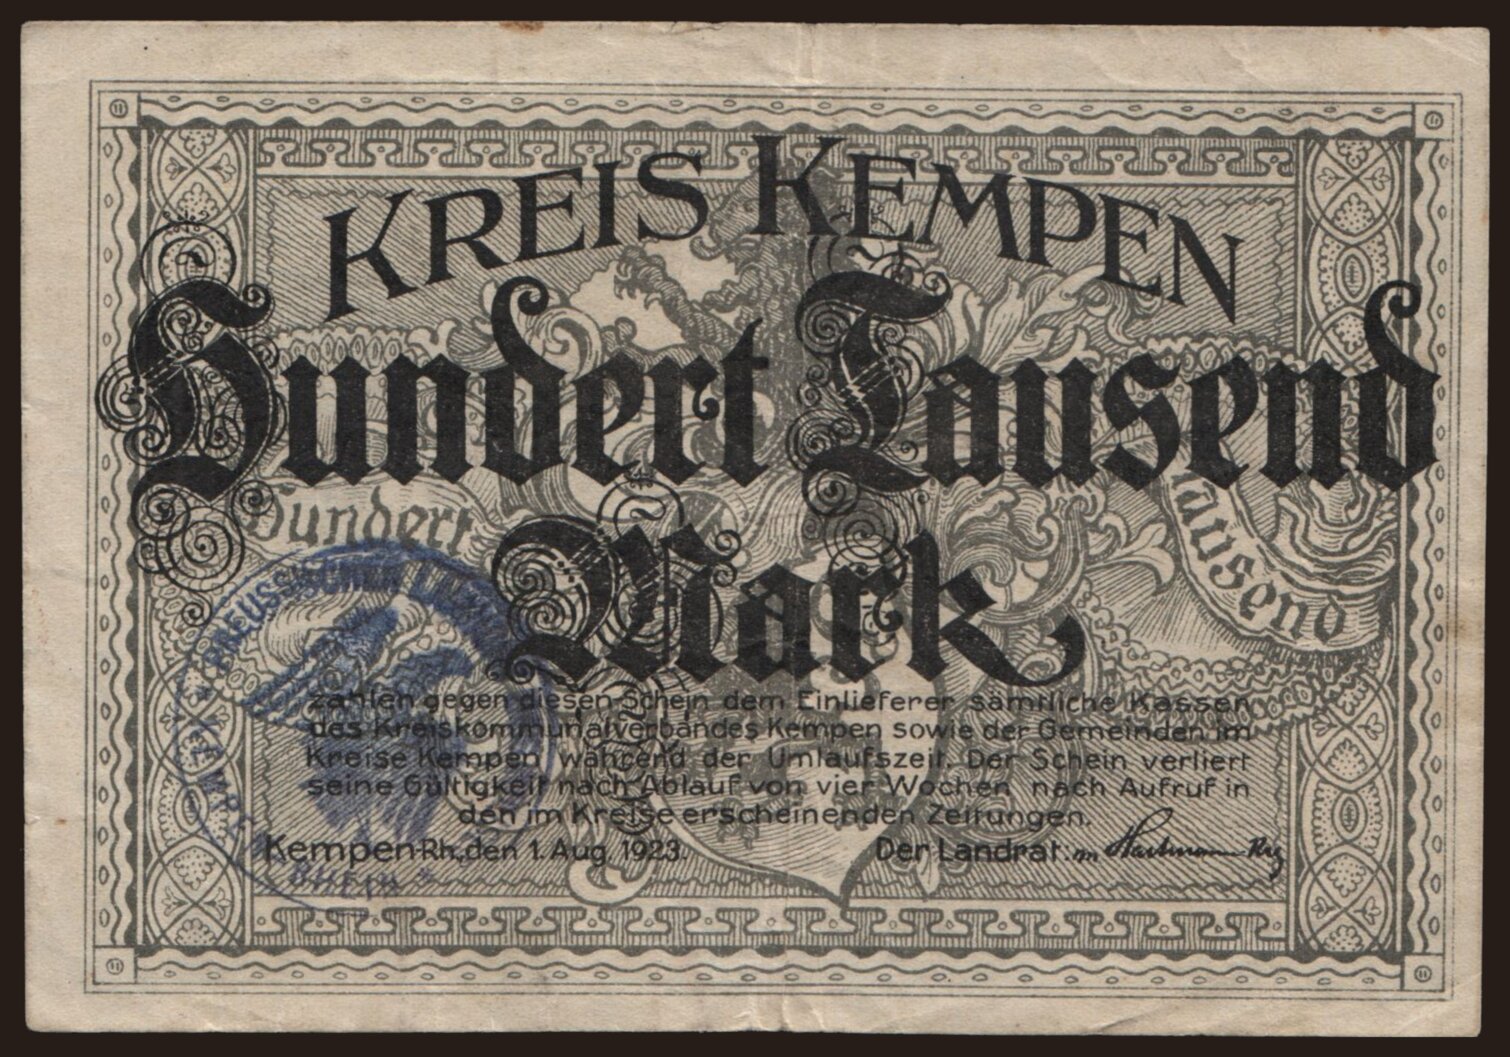 KREIS KEMPEN
Hundert Tausend
Hundert
tausend
Mark
zahlen gegen diesen Schein dem Einlieferer sämtliche Kassen
des Kreiskommunalverbandes Kempen sowie der Gemeinden im
Kreise Kempen während der Umlaufszeit. Der Schein verliert
seine Gültigkeit nach Ablauf von vier Wochen nach Aufruf in
den im Kreise erscheinenden Zeitungen.
Kempen-Rh., den 1. Aug. 1923. Der Landrat:
PREUSSISCHER
RHEIN